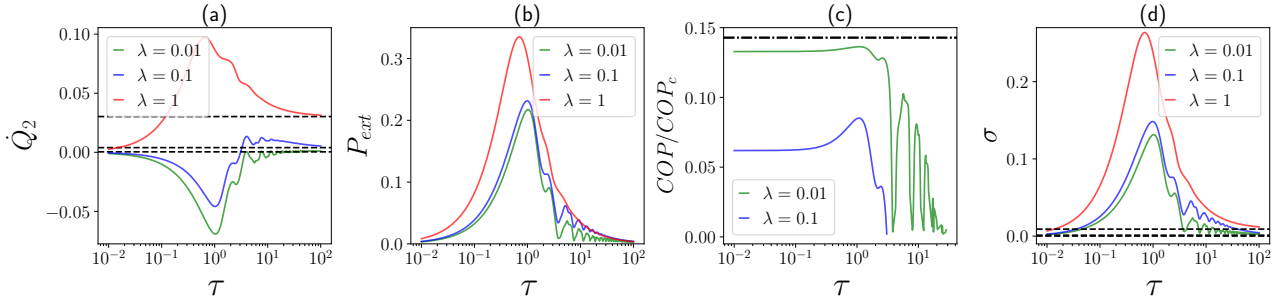 (a)
0.10
0.05
0.00
−0.05
Q̇₂
λ = 0.01
λ = 0.1
λ = 1
10⁻² 10⁻¹ 10⁰ 10¹ 10²
τ
(b)
0.3
0.2
0.1
0.0
P_ext
λ = 0.01
λ = 0.1
λ = 1
10⁻² 10⁻¹ 10⁰ 10¹ 10²
τ
(c)
0.15
0.10
0.05
0.00
COP/COP_c
λ = 0.01
λ = 0.1
10⁻² 10⁻¹ 10⁰ 10¹
τ
(d)
0.2
0.1
0.0
σ
λ = 0.01
λ = 0.1
λ = 1
10⁻² 10⁻¹ 10⁰ 10¹ 10²
τ